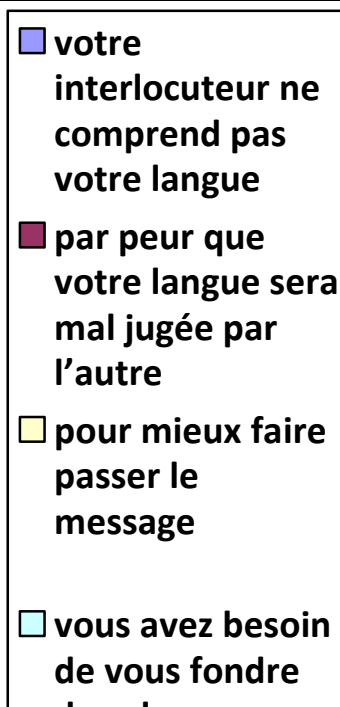 votre
interlocuteur ne
comprend pas
votre langue
par peur que
votre langue sera
mal jugée par
l’autre
pour mieux faire
passer le
message
vous avez besoin
de vous fondre